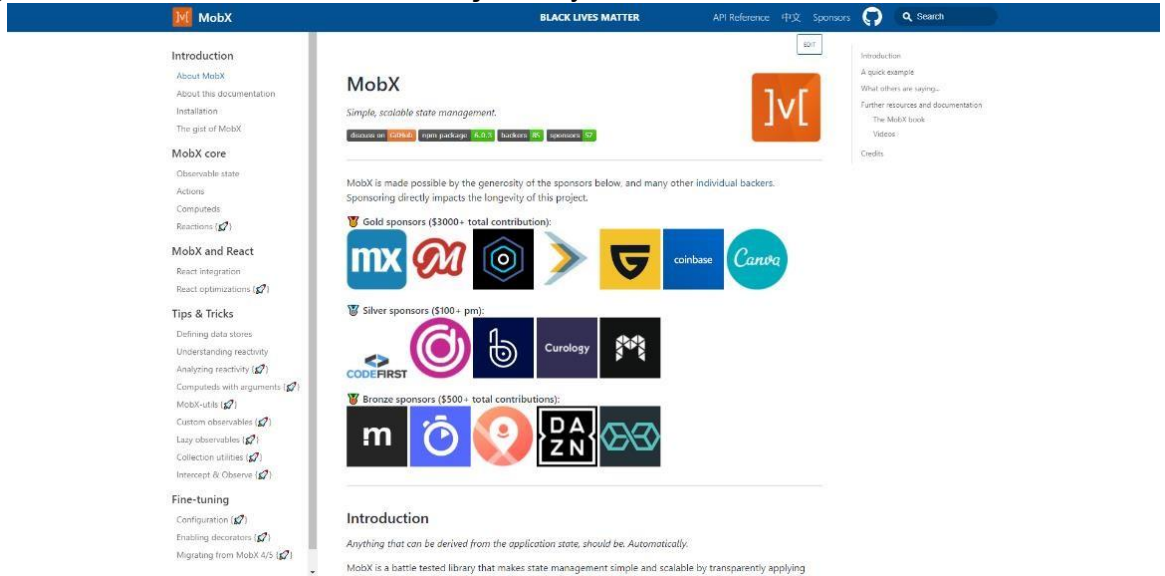 MobX
BLACK LIVES MATTER
API Reference 中文 Sponsors
Search
Introduction
About MobX
About this documentation
Installation
The gist of MobX
MobX core
Observable state
Actions
Computeds
Reactions {🚀}
MobX and React
React integration
React optimizations {🚀}
Tips & Tricks
Defining data stores
Understanding reactivity
Analyzing reactivity {🚀}
Computeds with arguments {🚀}
MobX-utils {🚀}
Custom observables {🚀}
Lazy observables {🚀}
Collection utilities {🚀}
Intercept & Observe {🚀}
Fine-tuning
Configuration {🚀}
Enabling decorators {🚀}
Migrating from MobX 4/5 {🚀}
EDIT
MobX
Simple, scalable state management.
discuss on GitHub npm package 6.0.3 backers 85 sponsors 57
MobX is made possible by the generosity of the sponsors below, and many other individual backers.
Sponsoring directly impacts the longevity of this project.
🥇 Gold sponsors ($3000+ total contribution):
mx
coinbase
Canva
🥈 Silver sponsors ($100+ pm):
CODEFIRST
Curology
🥉 Bronze sponsors ($500+ total contributions):
m
DA
ZN
Introduction
Anything that can be derived from the application state, should be. Automatically.
MobX is a battle tested library that makes state management simple and scalable by transparently applying
Introduction
A quick example
What others are saying...
Further resources and documentation
The MobX book
Videos
Credits